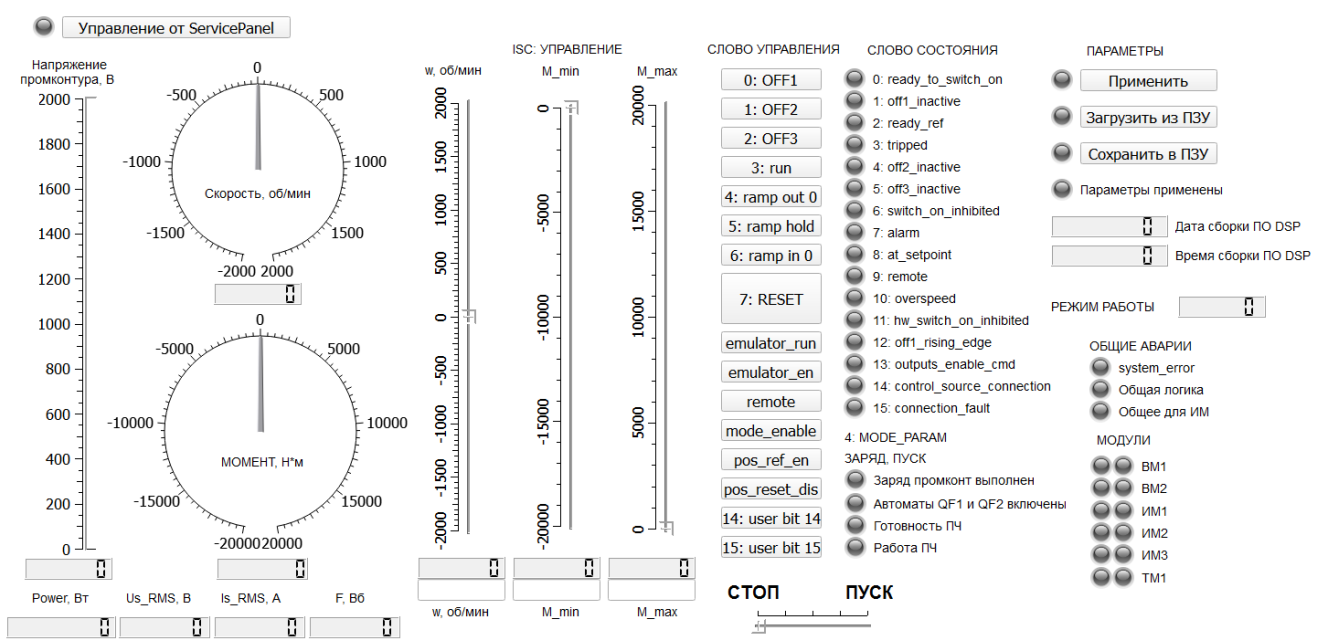 Управление от ServicePanel
Напряжение
промконтура, В
2000
1800
1600
1400
1200
1000
800
600
400
200
0
0
0
-500
500
-1000
1000
Скорость, об/мин
-1500
1500
-2000 2000
0
0
-5000
5000
-10000
10000
МОМЕНТ, Н*м
-15000
15000
-20000 20000
0
Power, Вт
Us_RMS, В
Is_RMS, А
F, Вб
0
0
0
0
ISC: УПРАВЛЕНИЕ
w, об/мин
2000
1500
1000
500
0
-500
-1000
-1500
-2000
0
w, об/мин
M_min
0
-5000
-10000
-15000
-20000
0
M_min
M_max
20000
15000
10000
5000
0
0
M_max
СЛОВО УПРАВЛЕНИЯ
0: OFF1
1: OFF2
2: OFF3
3: run
4: ramp out 0
5: ramp hold
6: ramp in 0
7: RESET
emulator_run
emulator_en
remote
mode_enable
pos_ref_en
pos_reset_dis
14: user bit 14
15: user bit 15
СТОП
ПУСК
СЛОВО СОСТОЯНИЯ
0: ready_to_switch_on
1: off1_inactive
2: ready_ref
3: tripped
4: off2_inactive
5: off3_inactive
6: switch_on_inhibited
7: alarm
8: at_setpoint
9: remote
10: overspeed
11: hw_switch_on_inhibited
12: off1_rising_edge
13: outputs_enable_cmd
14: control_source_connection
15: connection_fault
4: MODE_PARAM
ЗАРЯД, ПУСК
Заряд промконт выполнен
Автоматы QF1 и QF2 включены
Готовность ПЧ
Работа ПЧ
ПАРАМЕТРЫ
Применить
Загрузить из ПЗУ
Сохранить в ПЗУ
Параметры применены
0 Дата сборки ПО DSP
0 Время сборки ПО DSP
РЕЖИМ РАБОТЫ 0
ОБЩИЕ АВАРИИ
system_error
Общая логика
Общее для ИМ
МОДУЛИ
ВМ1
ВМ2
ИМ1
ИМ2
ИМ3
ТМ1